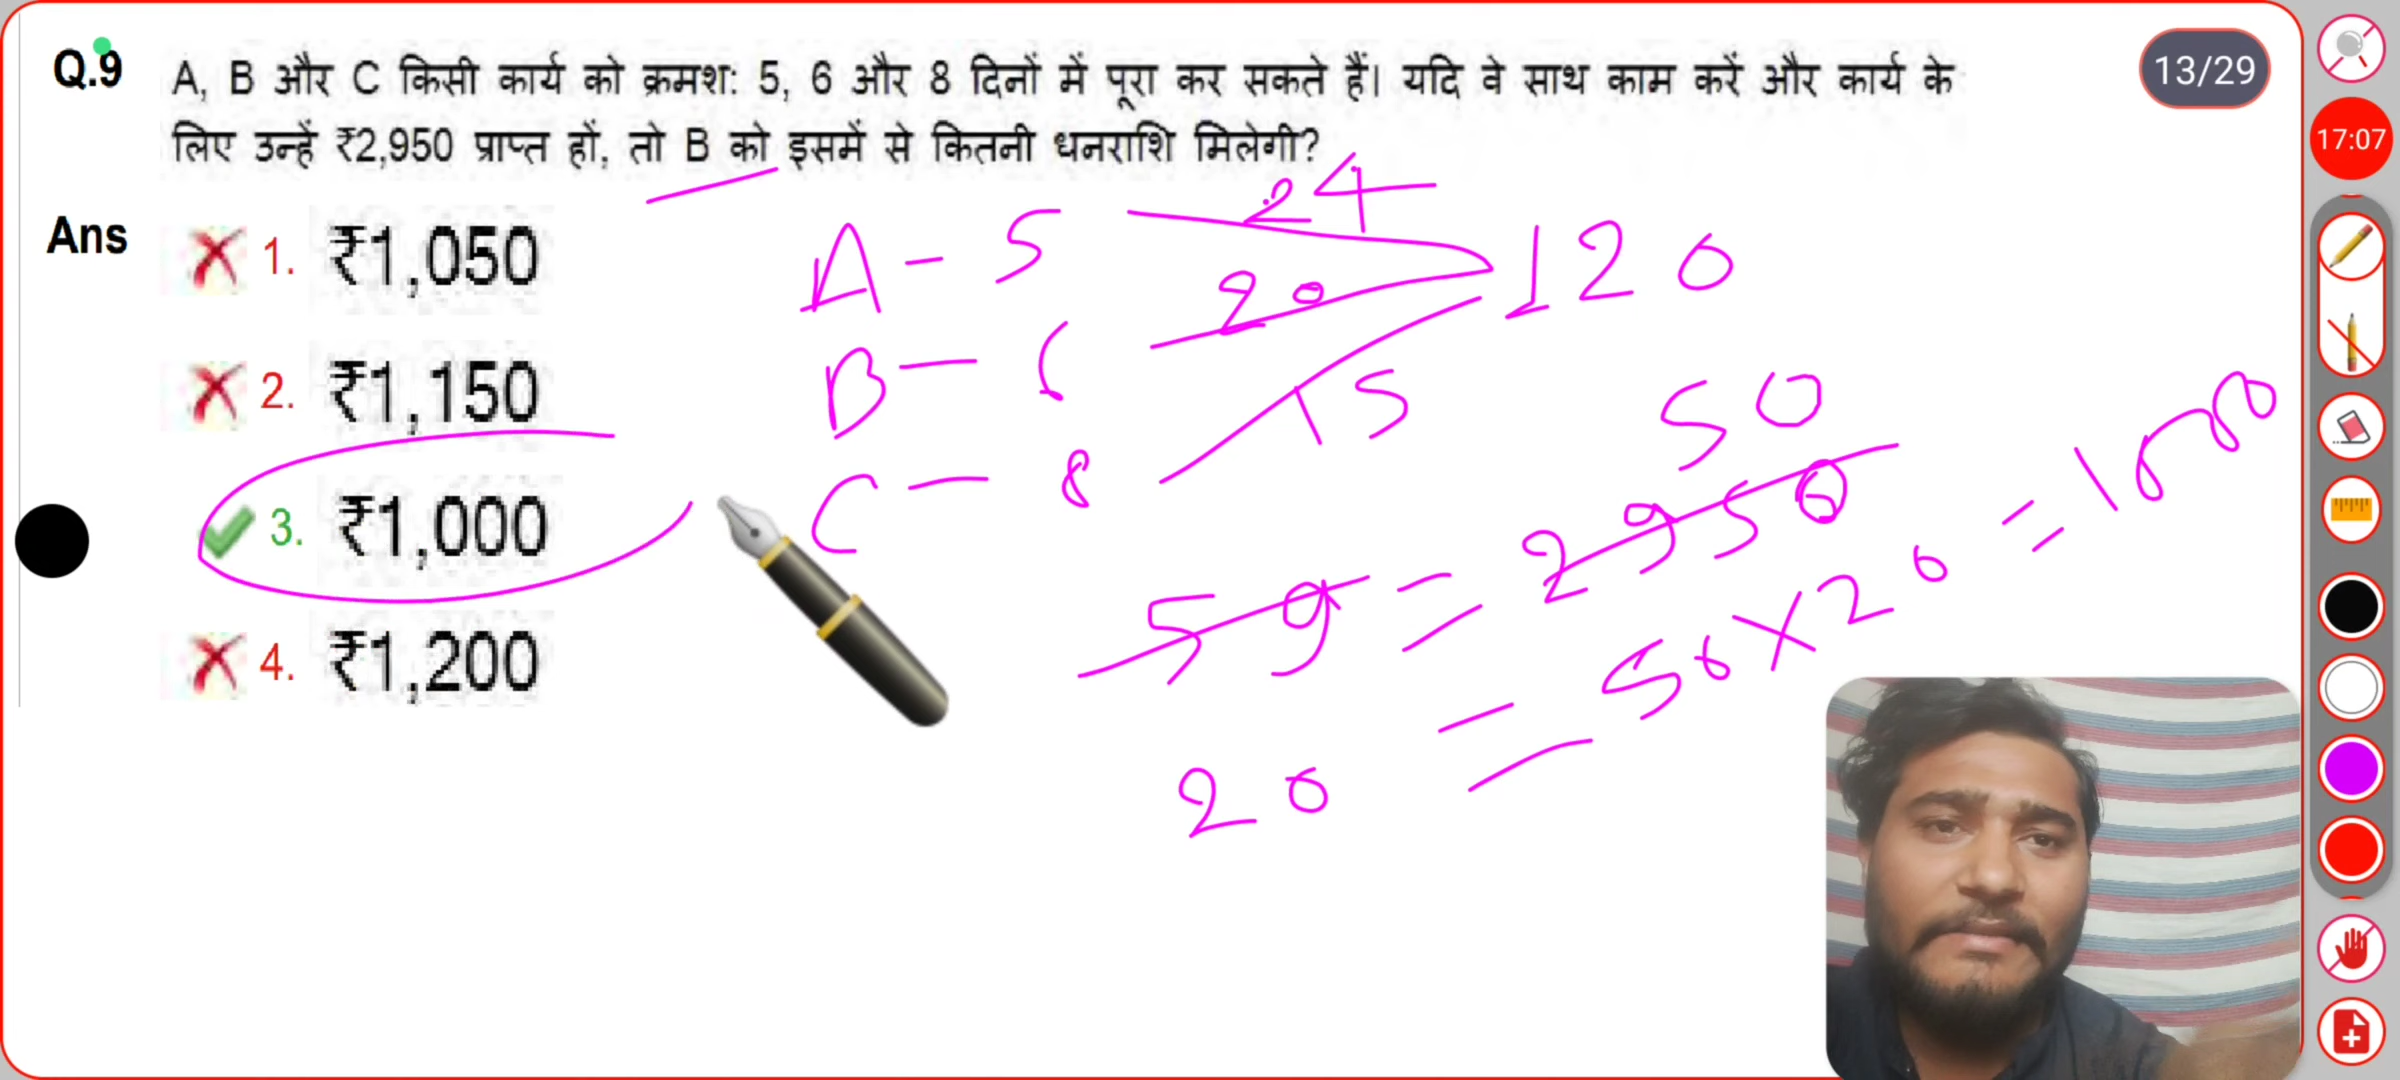 Q.9 A, B और C किसी कार्य को क्रमश: 5, 6 और 8 दिनों में पूरा कर सकते हैं। यदि वे साथ काम करें और कार्य के
लिए उन्हें ₹2,950 प्राप्त हों, तो B को इसमें से कितनी धनराशि मिलेगी?
13/29
17:07
Ans
1. ₹1,050
2. ₹1,150
3. ₹1,000
4. ₹1,200
A - 5 24 120
B - 6 20
C - 8 15
50
59 = 2950
20 = 50 × 20 = 1000